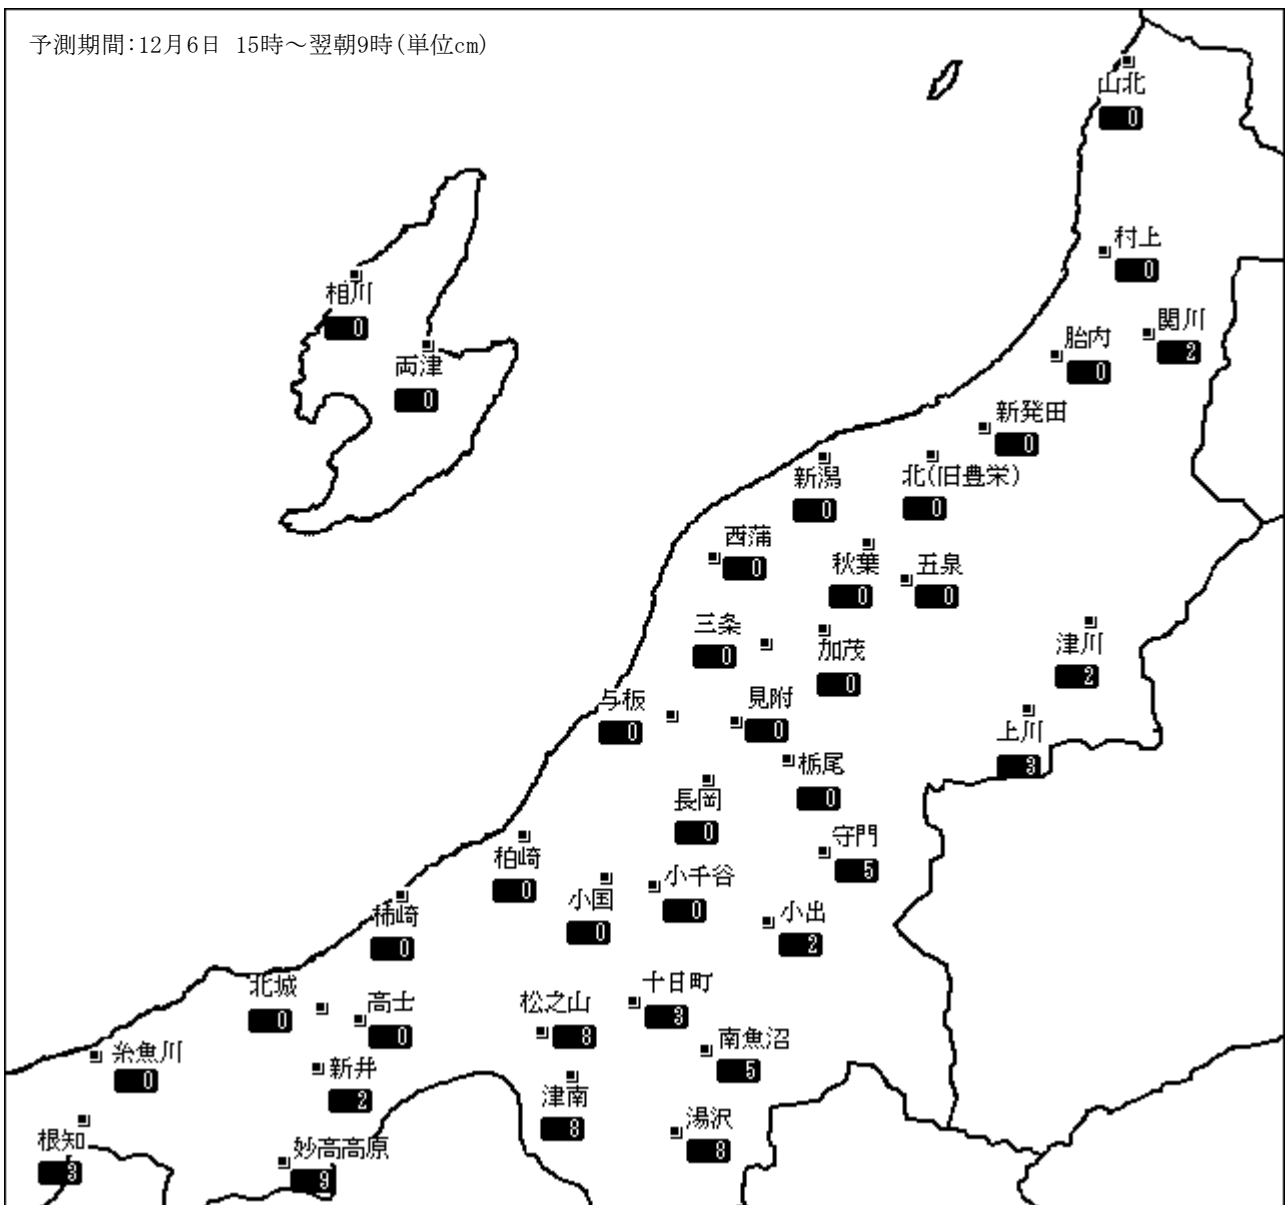 予測期間:12月6日 15時～翌朝9時(単位cm)
山北
0
村上
0
相川
0
関川
2
胎内
0
両津
0
新発田
0
新潟
0
北(旧豊栄)
0
西蒲
0
秋葉
0
五泉
0
三条
0
加茂
0
津川
2
与板
0
見附
0
上川
3
栃尾
0
長岡
0
守門
5
柏崎
0
小国
0
小千谷
0
小出
2
柿崎
0
北城
0
高士
0
松之山
8
十日町
3
南魚沼
5
糸魚川
0
新井
2
津南
8
湯沢
8
根知
3
妙高高原
9